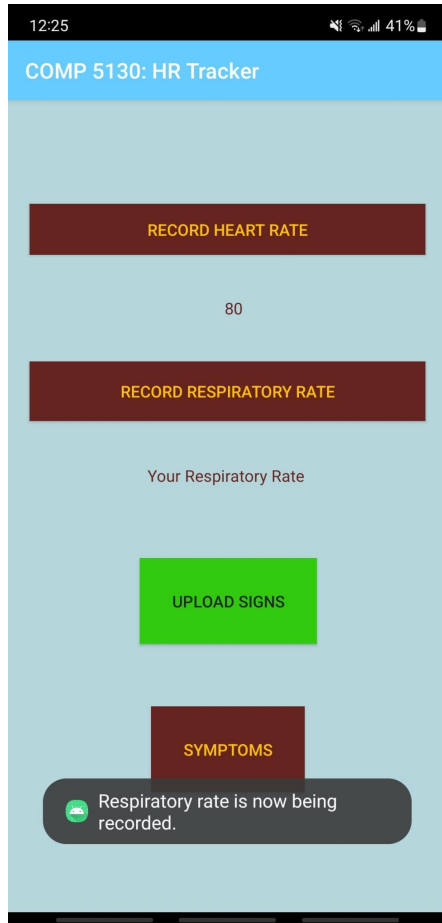 12:25 41%
COMP 5130: HR Tracker
RECORD HEART RATE
80
RECORD RESPIRATORY RATE
Your Respiratory Rate
UPLOAD SIGNS
SYMPTOMS
Respiratory rate is now being
recorded.